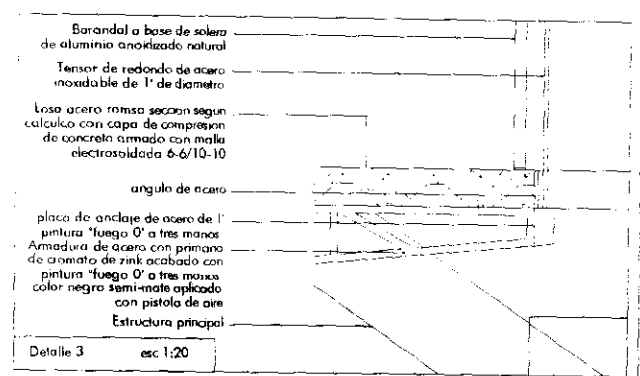 Barandal a base de solera
de aluminio anoidizado natural
Tensor de redondo de acero
inoxidable de 1' de diametro
Losa acero romsa seccion segun
calculco con capa de compresion
de concreto armado con malla
electrosoldada 6-6/10-10
angulo de acero
placa de anclaje de acero de 1'
pintura "fuego 0' a tres manos
Armadura de acero con primario
de cromato de zink acabado con
pintura "fuego 0' a tres manos
color negro semi-mate aplicado
con pistola de aire
Estructura principal
Detalle 3 esc 1:20